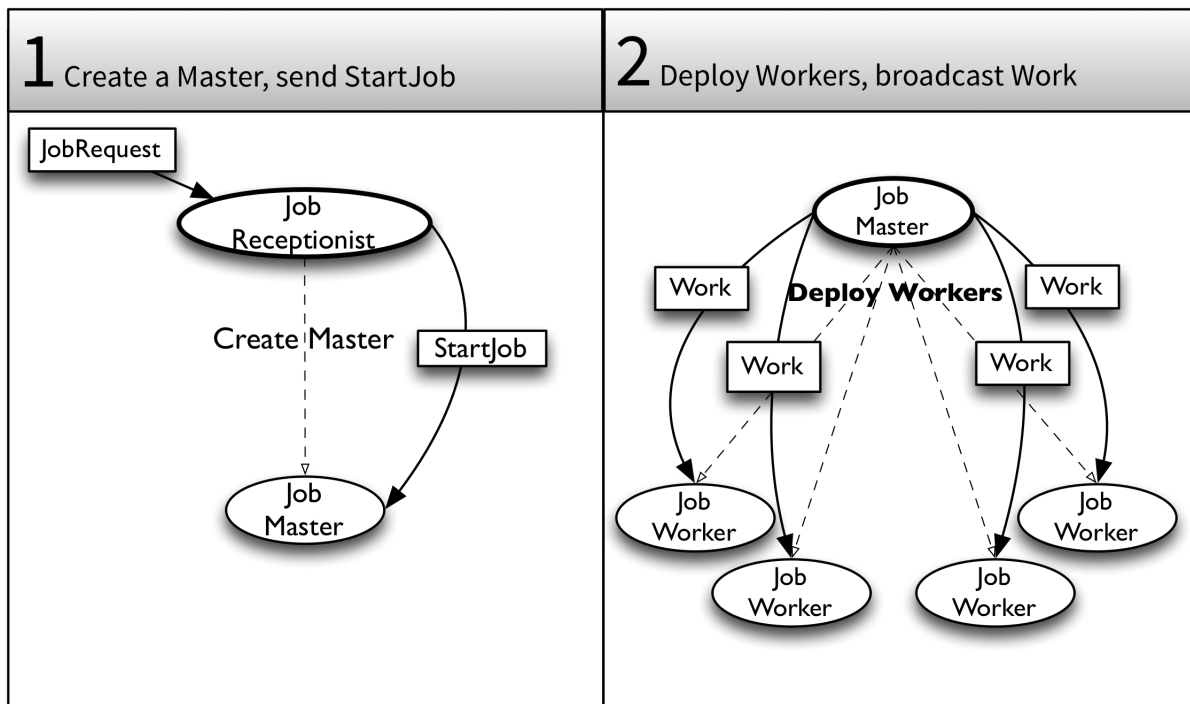 1 Create a Master, send StartJob
JobRequest
Job
Receptionist
Create Master
StartJob
Job
Master
2 Deploy Workers, broadcast Work
Job
Master
Work
Deploy Workers
Work
Work
Work
Job
Worker
Job
Worker
Job
Worker
Job
Worker